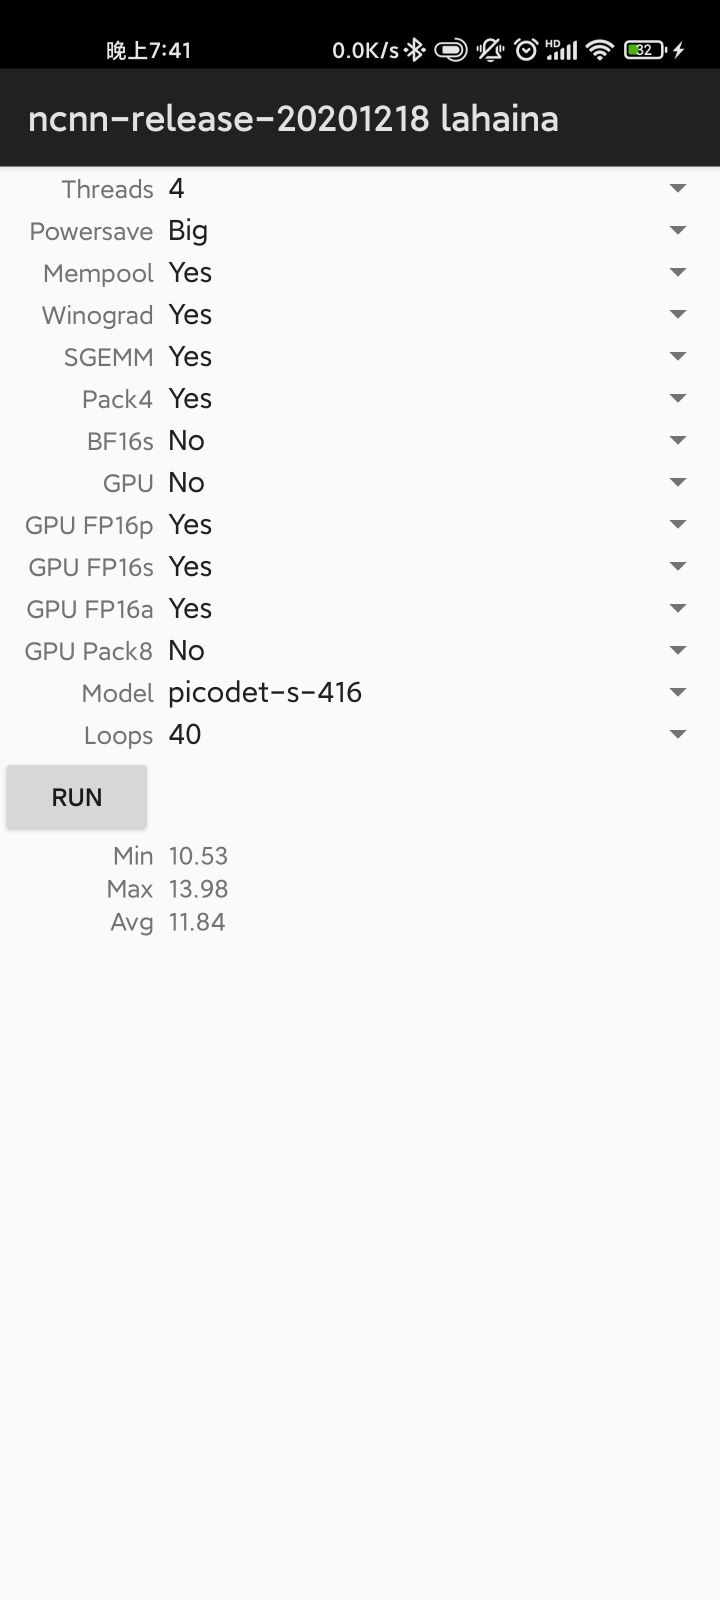 晚上7:41 0.0K/s HD 32
ncnn-release-20201218 lahaina
Threads 4
Powersave Big
Mempool Yes
Winograd Yes
SGEMM Yes
Pack4 Yes
BF16s No
GPU No
GPU FP16p Yes
GPU FP16s Yes
GPU FP16a Yes
GPU Pack8 No
Model picodet-s-416
Loops 40
RUN
Min 10.53
Max 13.98
Avg 11.84